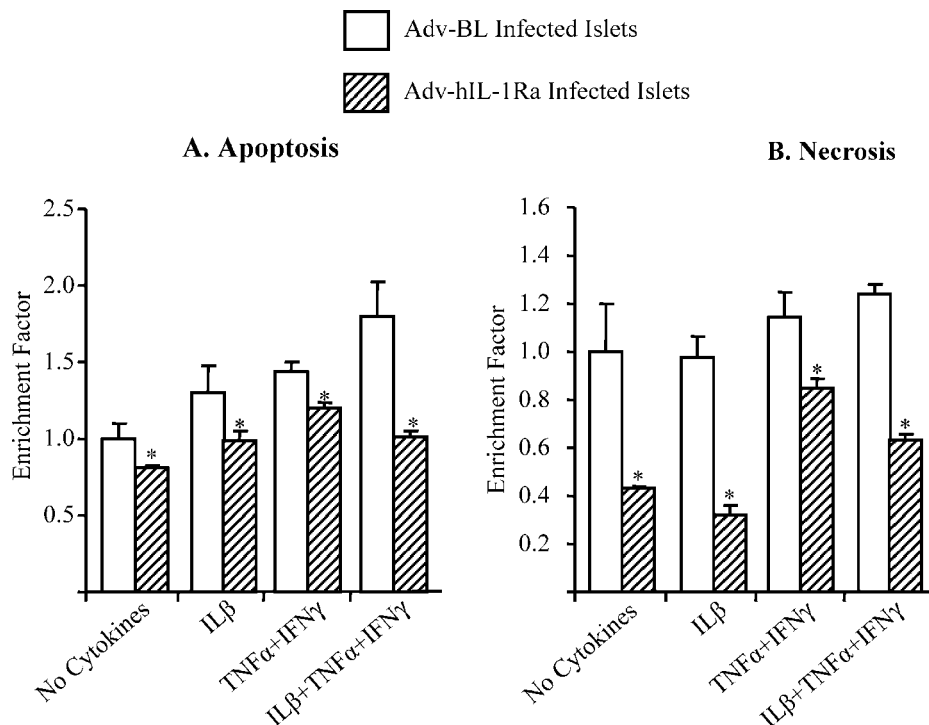 Adv-BL Infected Islets
Adv-hIL-1Ra Infected Islets
A. Apoptosis
B. Necrosis
Enrichment Factor
2.5
2.0
1.5
1.0
0.5
*
*
*
*
No Cytokines
ILβ
TNFα+IFNγ
ILβ+TNFα+IFNγ
Enrichment Factor
1.6
1.4
1.2
1.0
0.8
0.6
0.4
0.2
*
*
*
*
No Cytokines
ILβ
TNFα+IFNγ
ILβ+TNFα+IFNγ